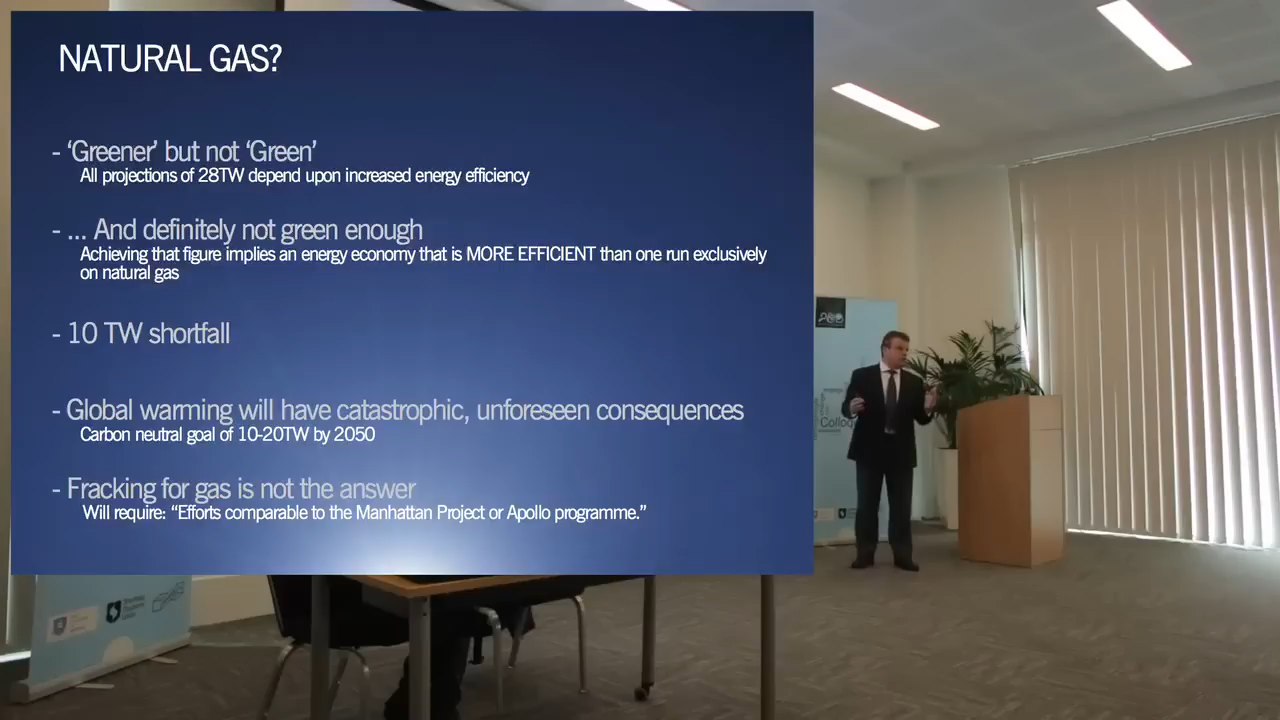 NATURAL GAS?
- ‘Greener’ but not ‘Green’
All projections of 28TW depend upon increased energy efficiency
- ... And definitely not green enough
Achieving that figure implies an energy economy that is MORE EFFICIENT than one run exclusively
on natural gas
- 10 TW shortfall
- Global warming will have catastrophic, unforeseen consequences
Carbon neutral goal of 10-20TW by 2050
- Fracking for gas is not the answer
Will require: “Efforts comparable to the Manhattan Project or Apollo programme.”